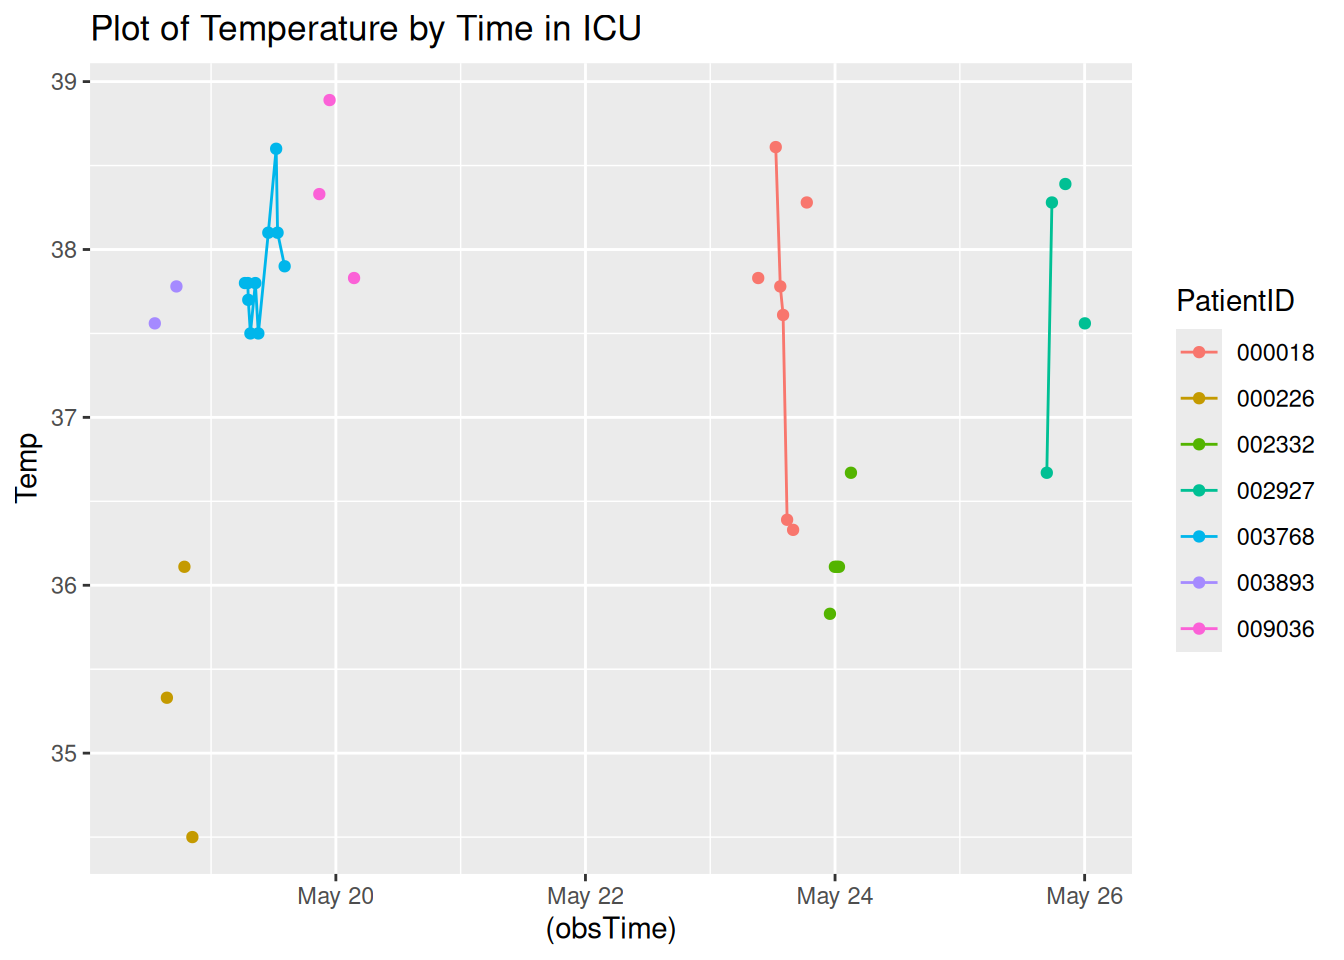 Plot of Temperature by Time in ICU
39
38
37
36
35
Temp
May 20
May 22
May 24
May 26
(obsTime)
PatientID
000018
000226
002332
002927
003768
003893
009036